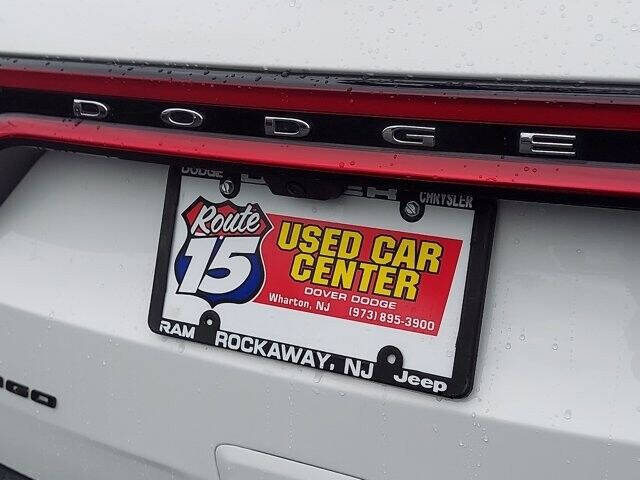 DODGE
DODGE
CHRYSLER
Route
15
USED CAR
CENTER
DOVER DODGE
Wharton, NJ (973) 895-3900
RAM
ROCKAWAY, NJ
Jeep